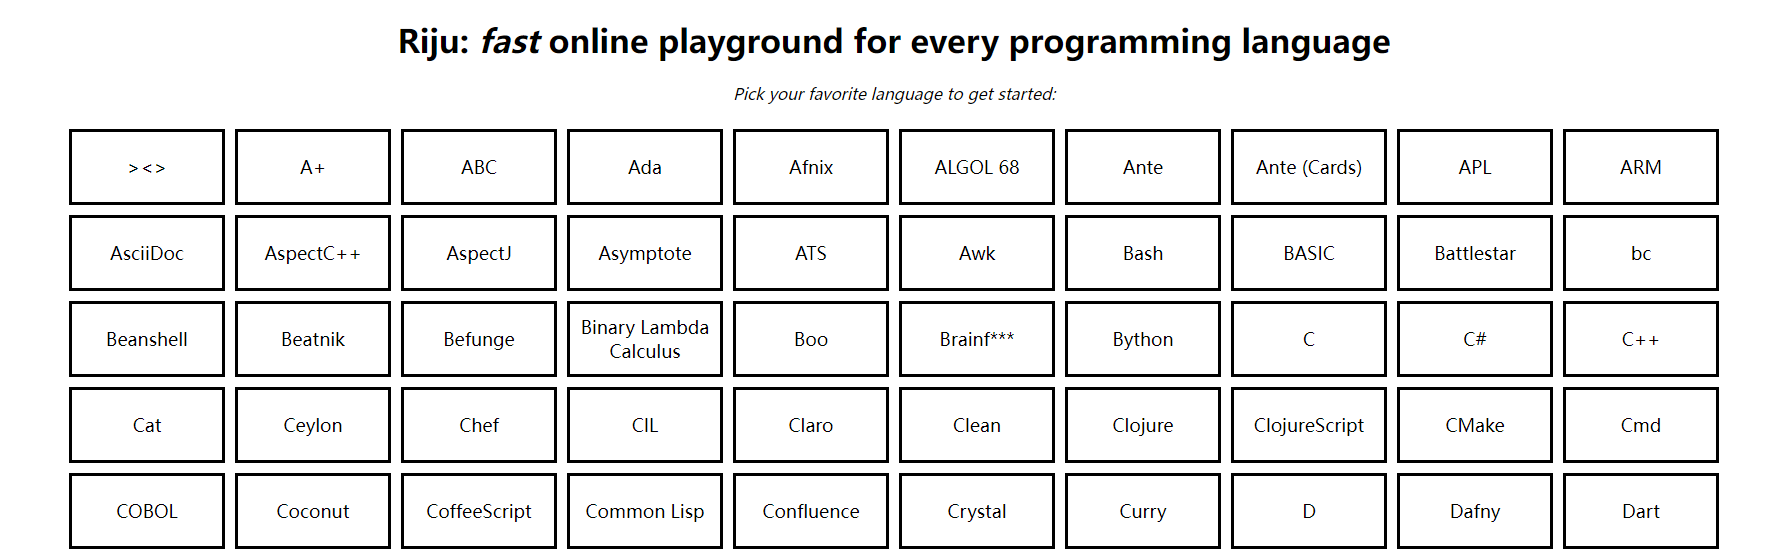 Riju: fast online playground for every programming language
Pick your favorite language to get started:
><>
A+
ABC
Ada
Afnix
ALGOL 68
Ante
Ante (Cards)
APL
ARM
AsciiDoc
AspectC++
AspectJ
Asymptote
ATS
Awk
Bash
BASIC
Battlestar
bc
Beanshell
Beatnik
Befunge
Binary Lambda
Calculus
Boo
Brainf***
Bython
C
C#
C++
Cat
Ceylon
Chef
CIL
Claro
Clean
Clojure
ClojureScript
CMake
Cmd
COBOL
Coconut
CoffeeScript
Common Lisp
Confluence
Crystal
Curry
D
Dafny
Dart